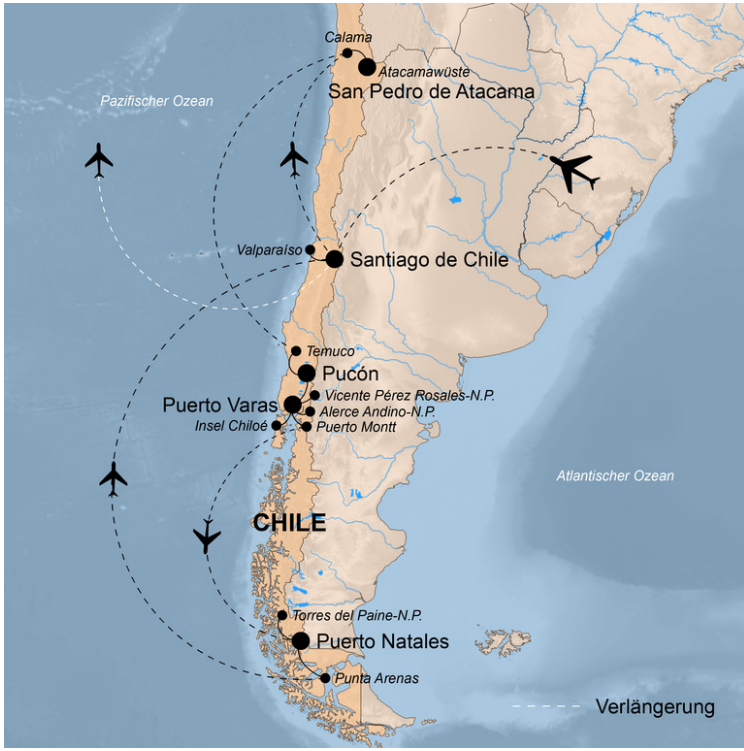 Calama
Atacamawüste
San Pedro de Atacama
Pazifischer Ozean
Valparaíso
Santiago de Chile
Temuco
Pucón
Vicente Pérez Rosales-N.P.
Puerto Varas
Alerce Andino-N.P.
Insel Chiloé
Puerto Montt
Atlantischer Ozean
CHILE
Torres del Paine-N.P.
Puerto Natales
Punta Arenas
Verlängerung